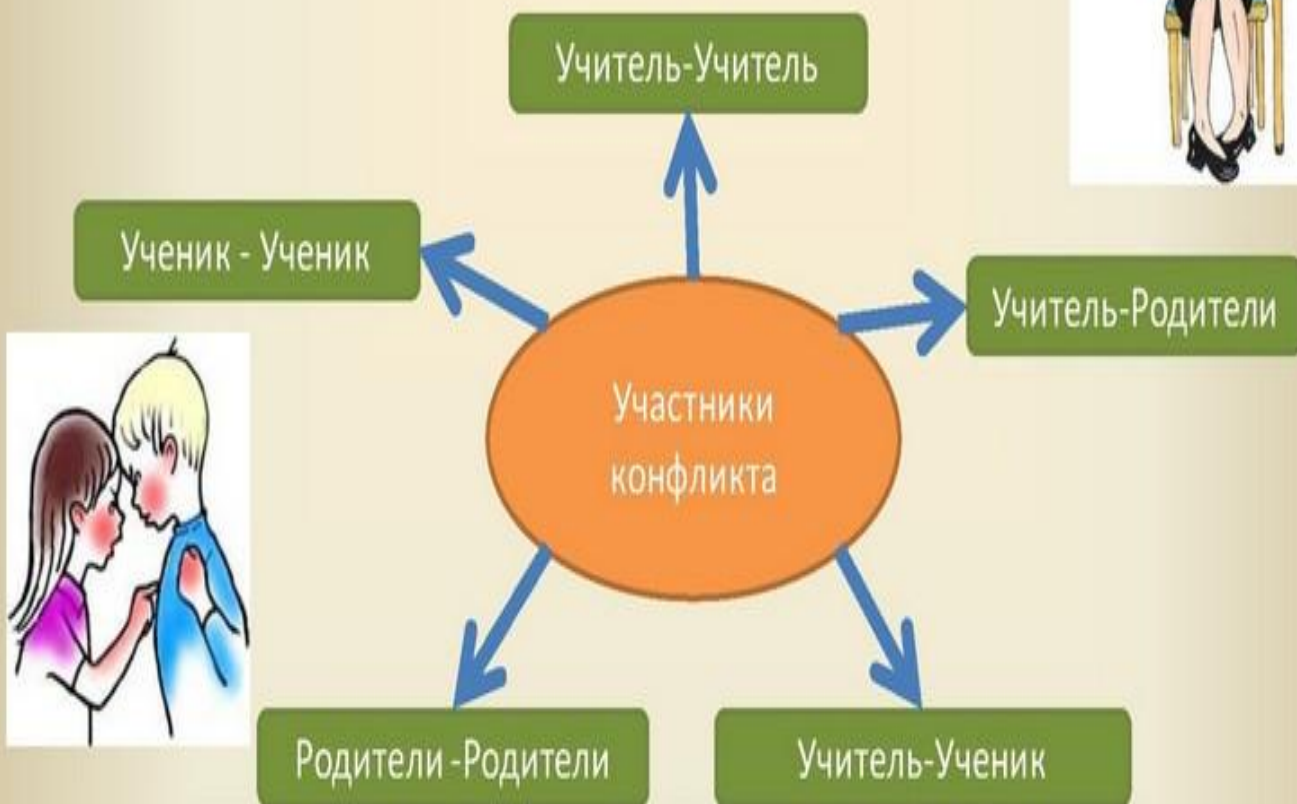 Учитель-Учитель
Ученик - Ученик
Учитель-Родители
Участники
конфликта
Родители -Родители
Учитель-Ученик